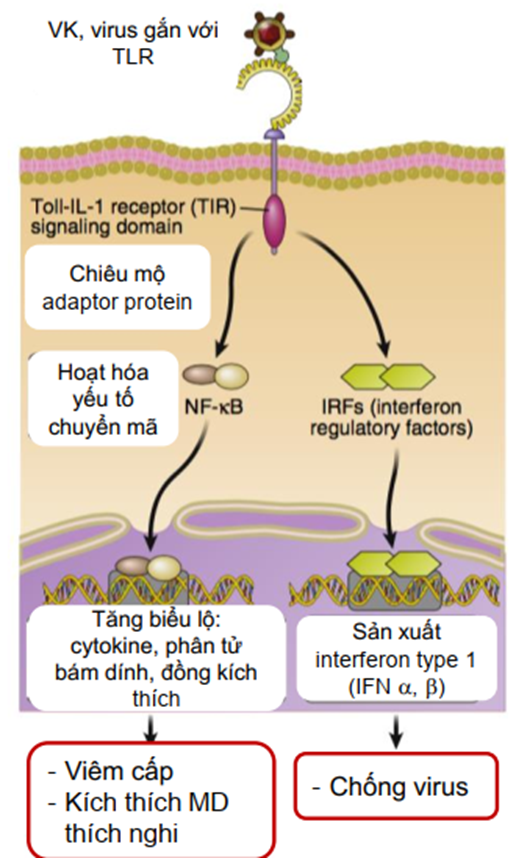 VK, virus gắn với
TLR
Toll-IL-1 receptor (TIR)
signaling domain
Chiêu mộ
adaptor protein
Hoạt hóa
yếu tố
chuyển mã
NF-κB
IRFs (interferon
regulatory factors)
Tăng biểu lộ:
cytokine, phân tử
bám dính, đồng kích
thích
Sản xuất
interferon type 1
(IFN α, β)
- Viêm cấp
- Kích thích MD
thích nghi
- Chống virus